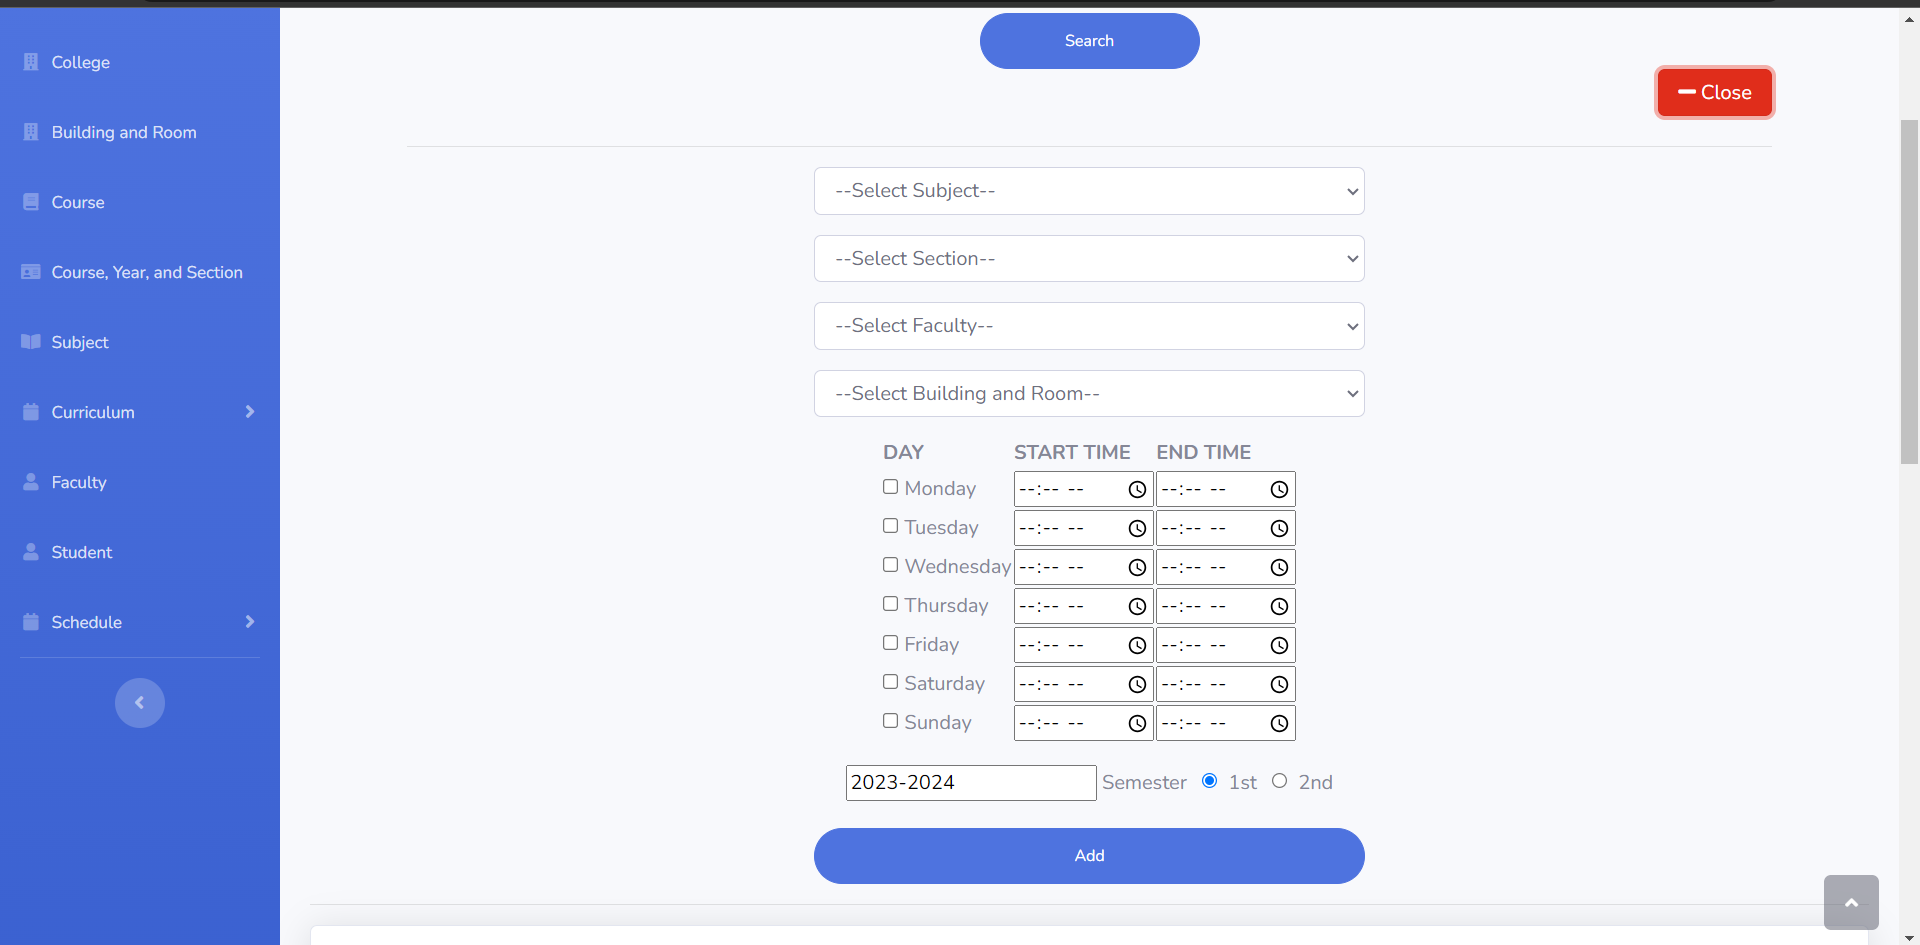 College
Building and Room
Course
Course, Year, and Section
Subject
Curriculum
Faculty
Student
Schedule
Search
Close
--Select Subject--
--Select Section--
--Select Faculty--
--Select Building and Room--
DAY START TIME END TIME
Monday --:-- -- --:-- --
Tuesday --:-- -- --:-- --
Wednesday --:-- -- --:-- --
Thursday --:-- -- --:-- --
Friday --:-- -- --:-- --
Saturday --:-- -- --:-- --
Sunday --:-- -- --:-- --
2023-2024 Semester 1st 2nd
Add